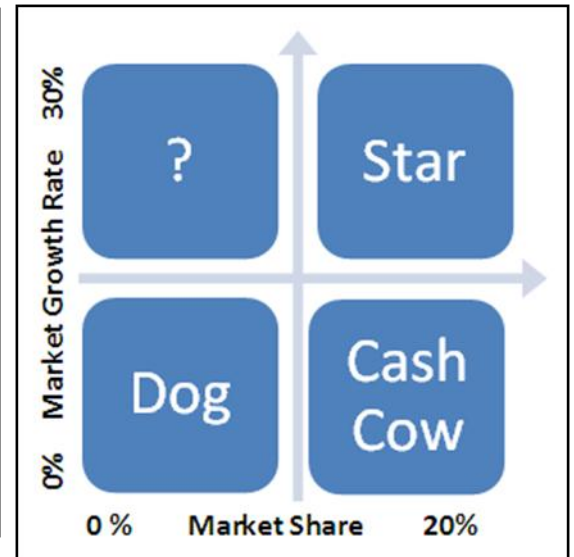 30%
Market Growth Rate
0%
?
Star
Dog
Cash
Cow
0 %
Market Share
20%